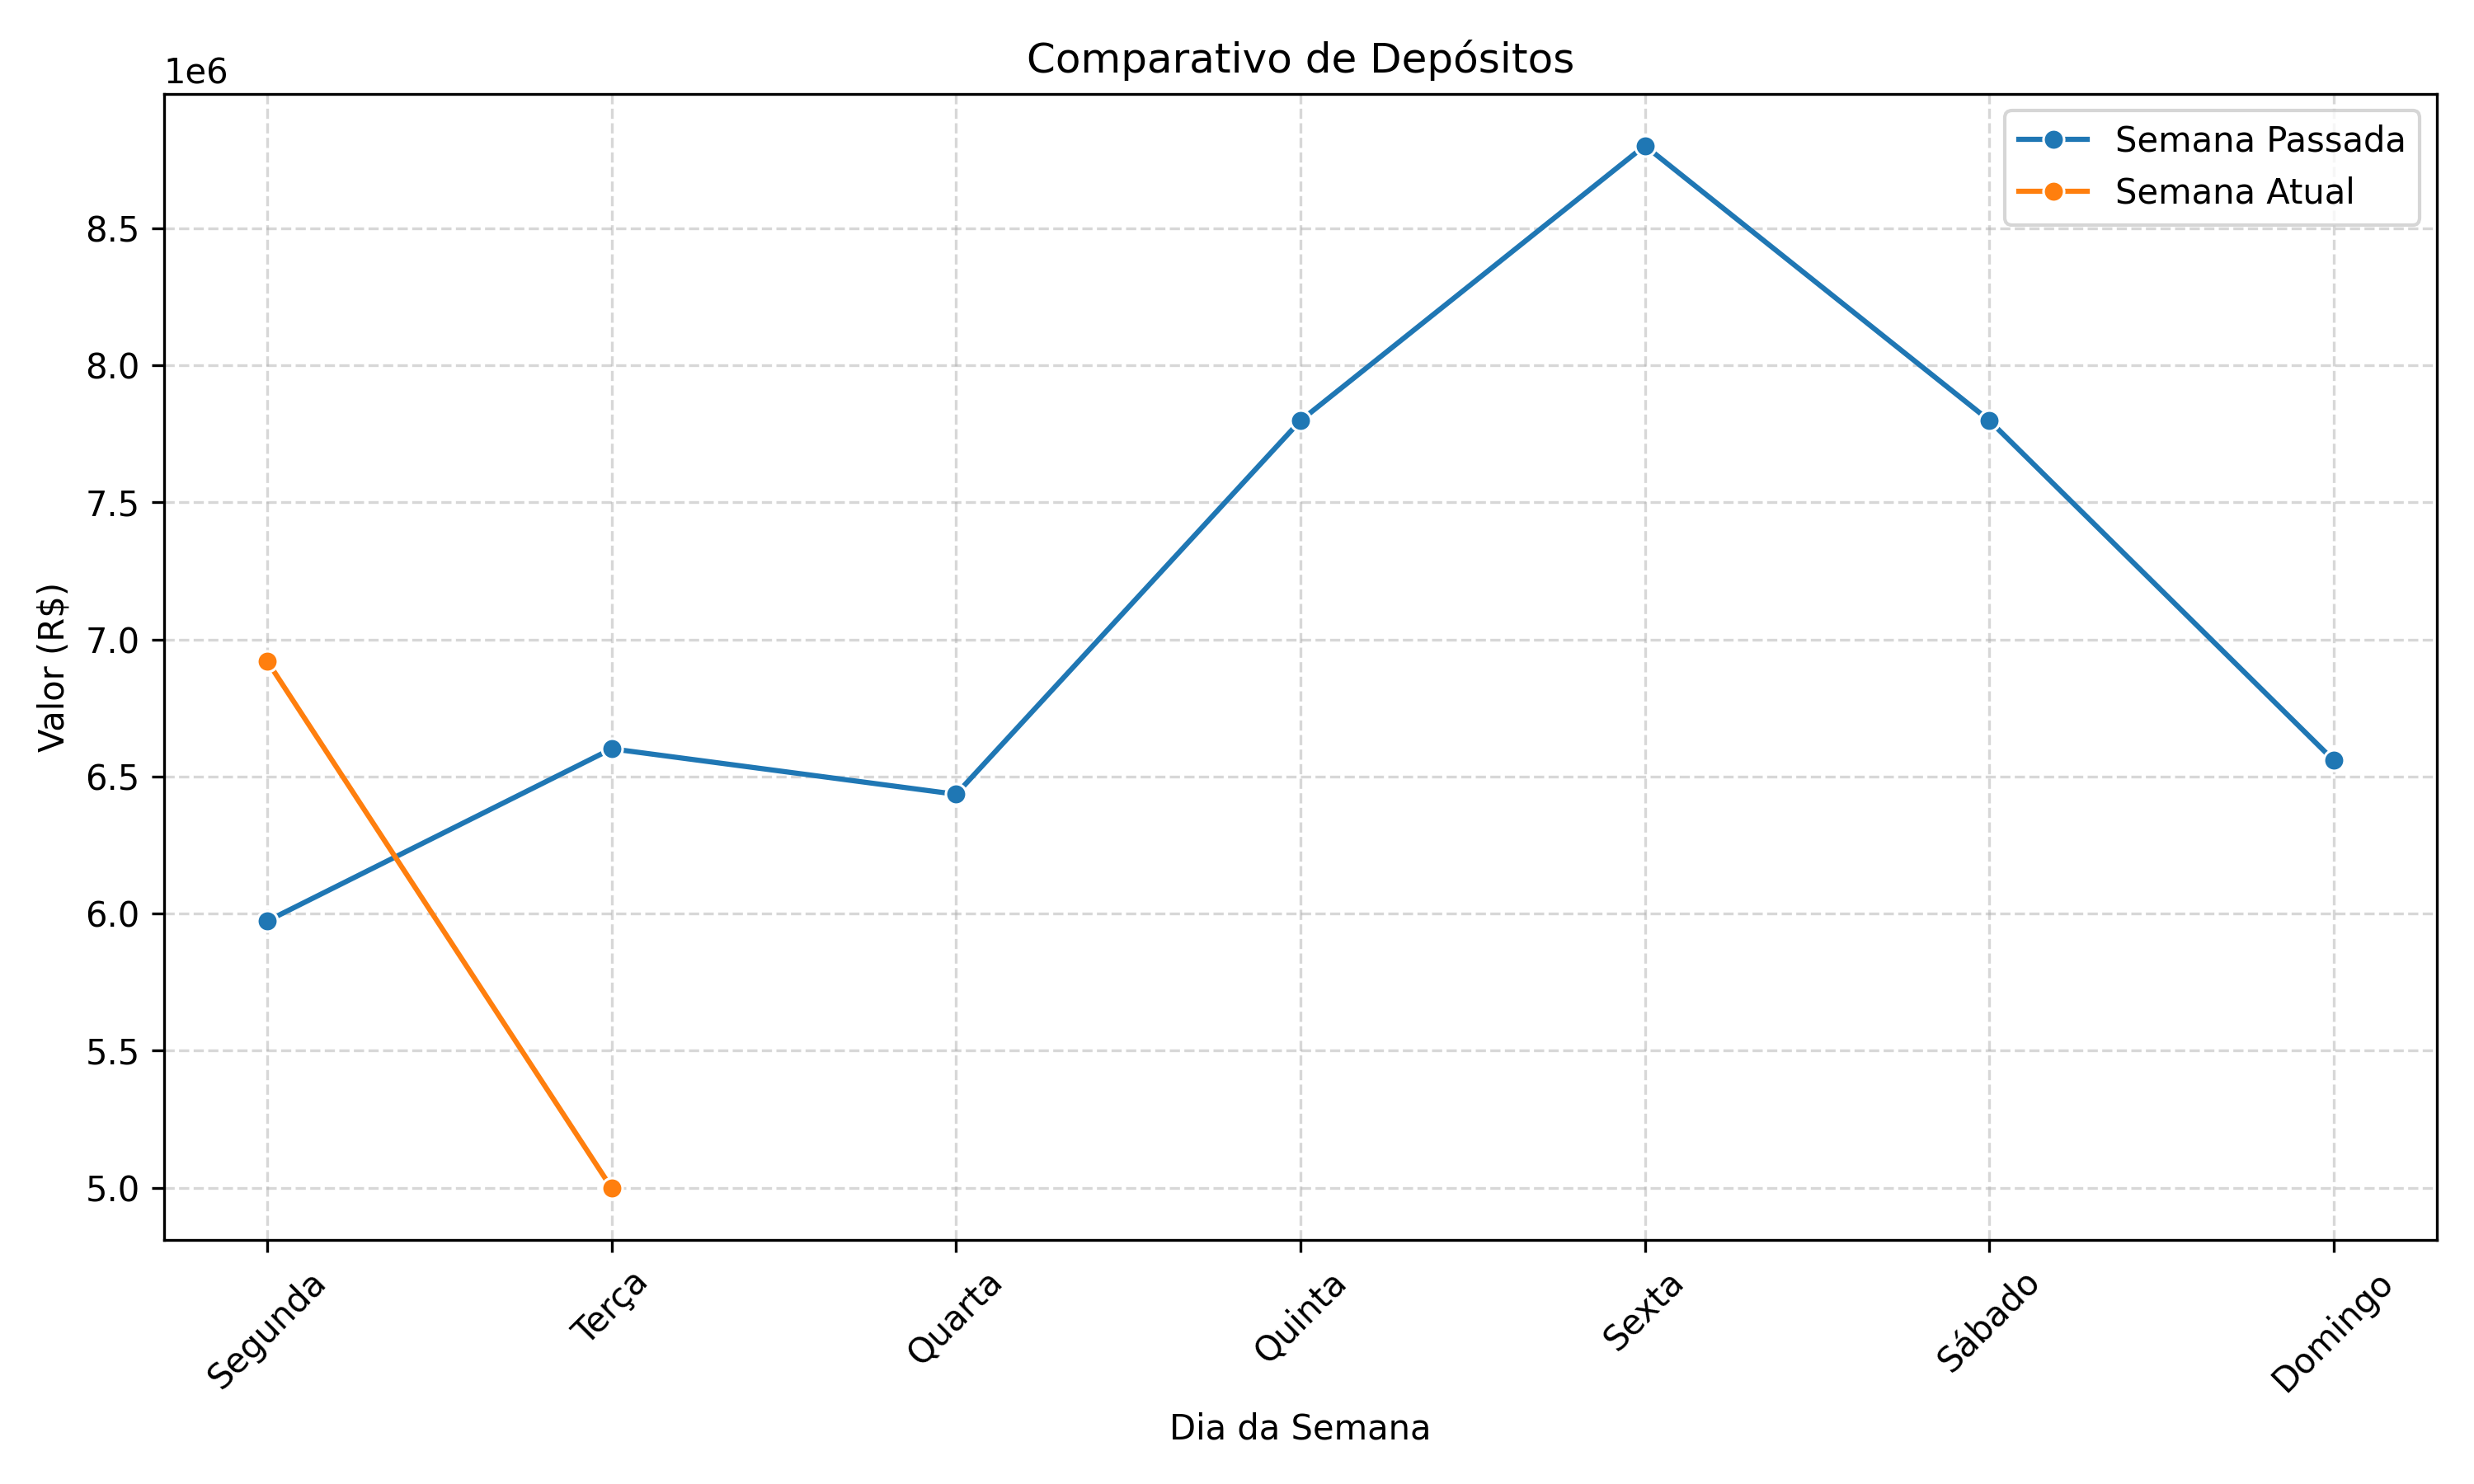 Comparativo de Depósitos
1e6
Semana Passada
Semana Atual
8.5
8.0
7.5
7.0
6.5
6.0
5.5
5.0
Valor (R$)
Segunda
Terça
Quarta
Quinta
Sexta
Sábado
Domingo
Dia da Semana